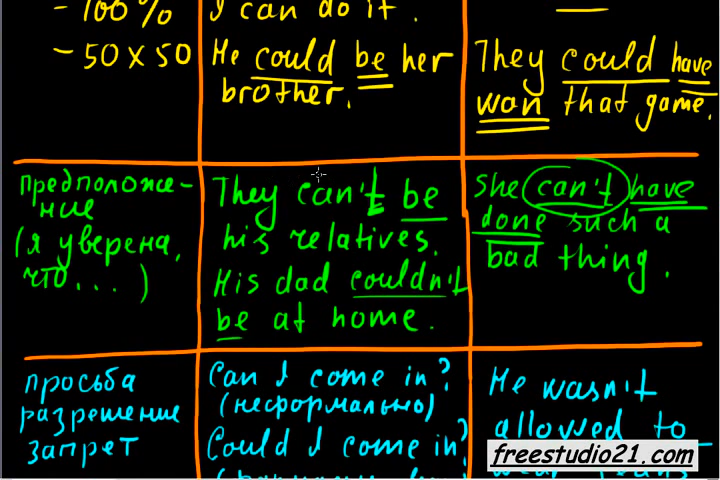 - 100 %
I can do it.
- 50 x 50
He could be her
brother.
They could have
won that game.
предположе-
ние
(я уверена,
что...)
They can't be
his relatives.
His dad couldn't
be at home.
She can't have
done such a
bad thing.
просьба
разрешение
запрет
Can I come in?
(неформально)
Could I come in?
He wasn't
allowed to
freestudio21.com